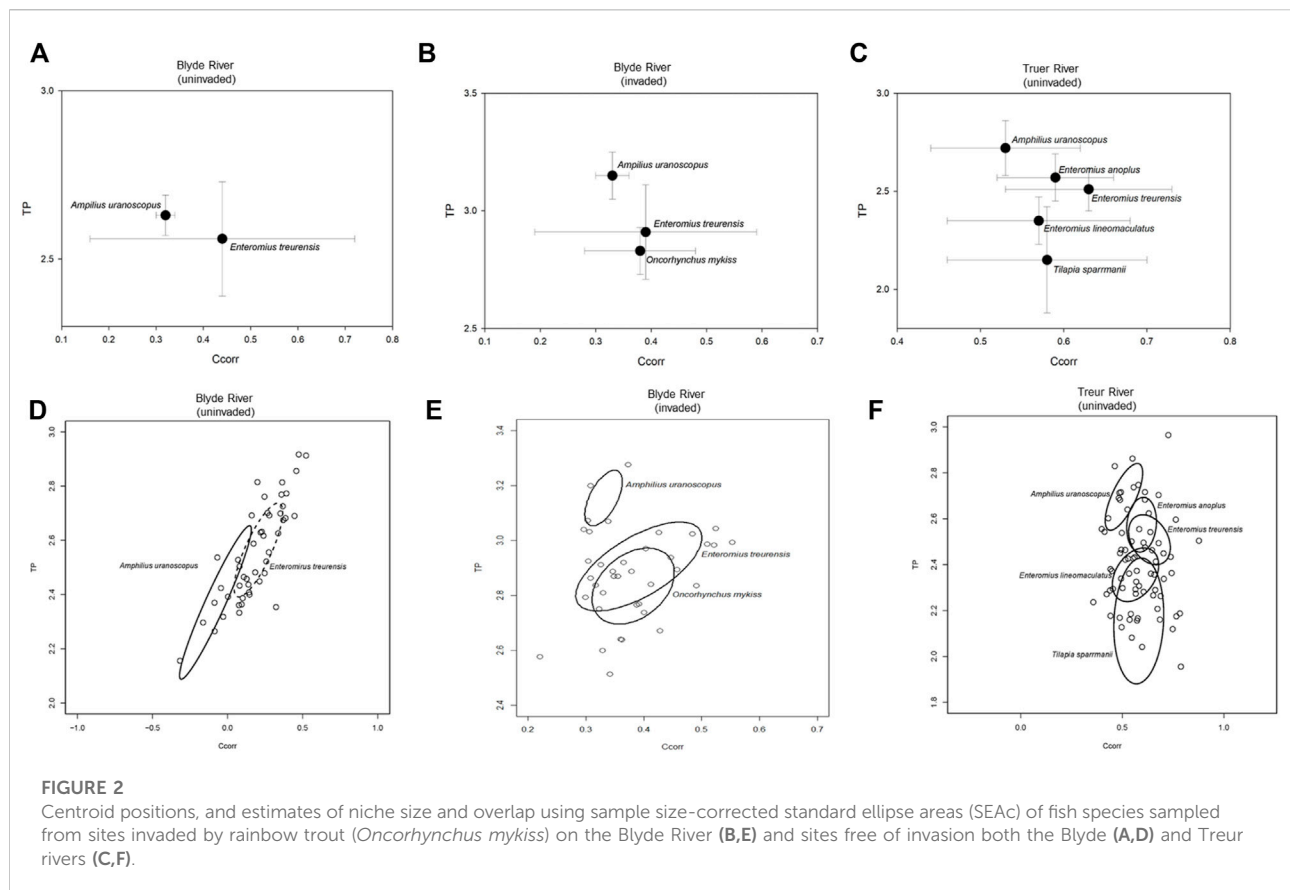 A
Blyde River
(uninvaded)
3.0
2.5
TP
Ampilius uranoscopus
Enteromius treurensis
0.1 0.2 0.3 0.4 0.5 0.6 0.7 0.8
Ccorr
B
Blyde River
(invaded)
3.5
3.0
2.5
TP
Ampilius uranoscopus
Enteromius treurensis
Oncorhynchus mykiss
0.1 0.2 0.3 0.4 0.5 0.6 0.7 0.8
Ccorr
C
Truer River
(uninvaded)
3.0
2.5
2.0
TP
Amphilius uranoscopus
Enteromius anoplus
Enteromius treurensis
Enteromius lineomaculatus
Tilapia sparrmanii
0.4 0.5 0.6 0.7 0.8
Ccorr
D
Blyde River
(uninvaded)
3.0
2.8
2.6
2.4
2.2
2.0
TP
Amphilius uranoscopus
Enteromirus treurensis
-1.0 -0.5 0.0 0.5 1.0
Ccorr
E
Blyde River
(invaded)
3.4
3.2
3.0
2.8
2.6
2.4
TP
Amphilius uranoscopus
Enteromirius treurensis
Oncorhynchus mykiss
0.2 0.3 0.4 0.5 0.6 0.7
Ccorr
F
Treur River
(uninvaded)
3.0
2.8
2.6
2.4
2.2
2.0
1.8
TP
Amphilius uranoscopus
Enteromius anoplus
Enteromius treurensis
Enteromius lineomaculatus
Tilapia sparrmanii
0.0 0.5 1.0
Ccorr
FIGURE 2
Centroid positions, and estimates of niche size and overlap using sample size-corrected standard ellipse areas (SEAc) of fish species sampled
from sites invaded by rainbow trout (Oncorhynchus mykiss) on the Blyde River (B,E) and sites free of invasion both the Blyde (A,D) and Treur
rivers (C,F).